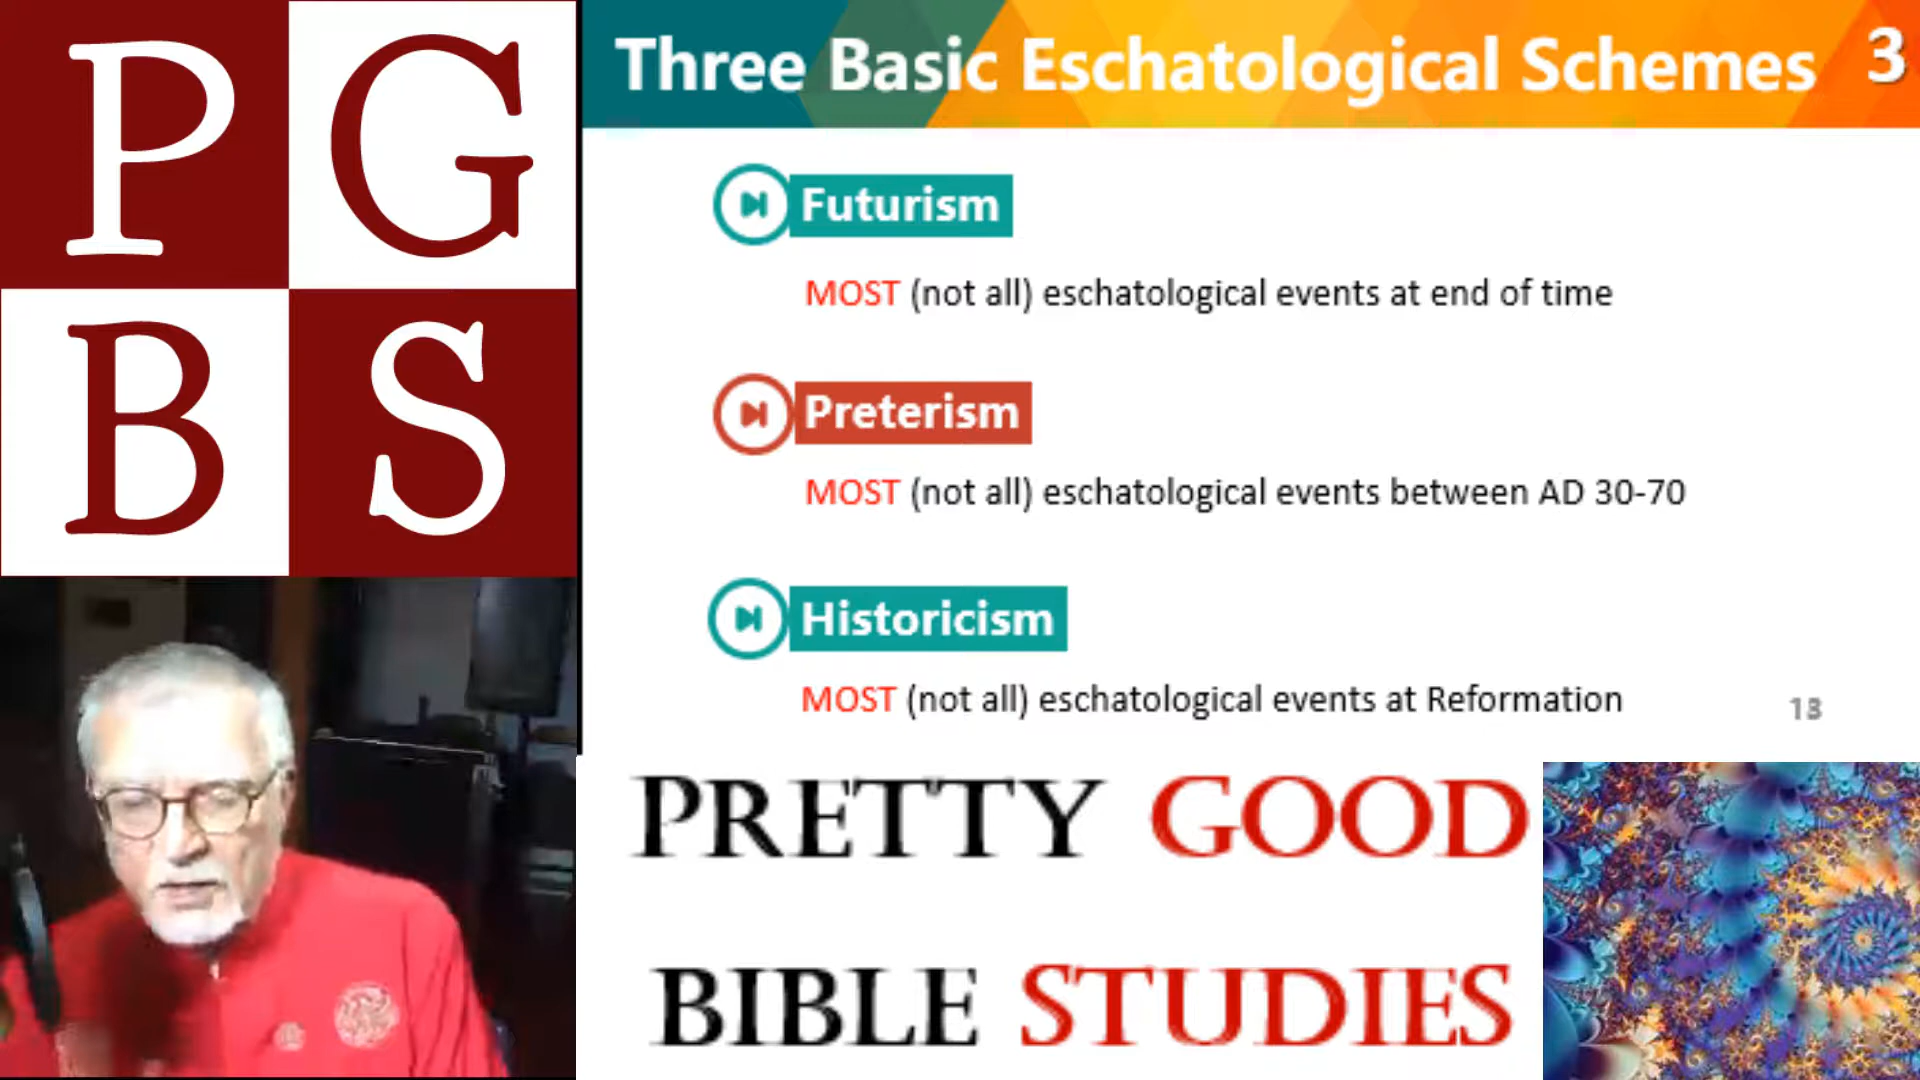 P G
B S
Three Basic Eschatological Schemes 3
Futurism
MOST (not all) eschatological events at end of time
Preterism
MOST (not all) eschatological events between AD 30-70
Historicism
MOST (not all) eschatological events at Reformation
13
PRETTY GOOD
BIBLE STUDIES